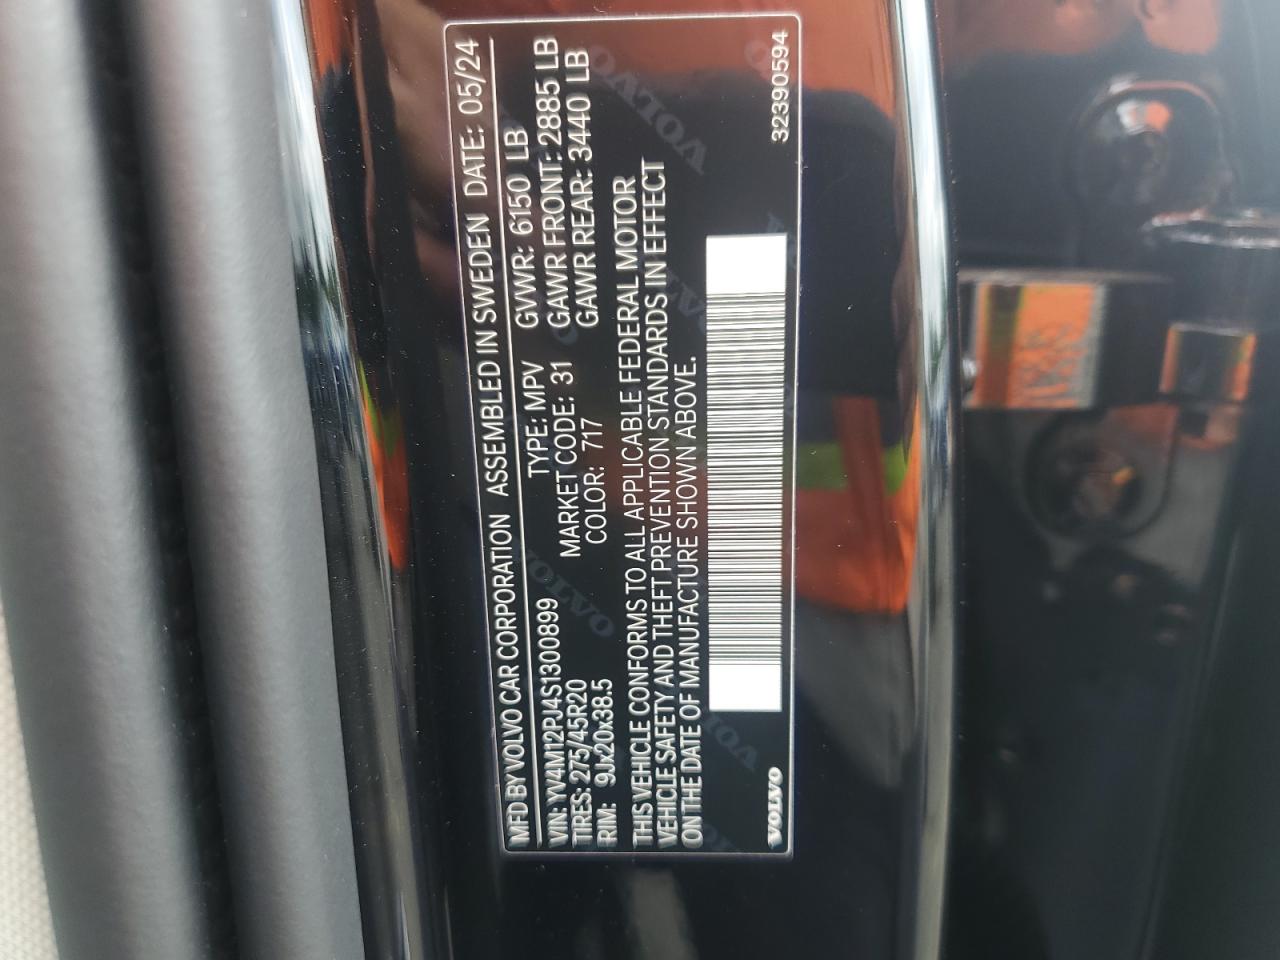 MFD BY VOLVO CAR CORPORATION ASSEMBLED IN SWEDEN DATE: 05/24
VIN: YV4M12PJ4S1300899 TYPE: MPV GVWR: 6150 LB
TIRES: 275/45R20 MARKET CODE: 31 GAWR FRONT: 2885 LB
RIM: 9Jx20x38.5 COLOR: 717 GAWR REAR: 3440 LB
THIS VEHICLE CONFORMS TO ALL APPLICABLE FEDERAL MOTOR
VEHICLE SAFETY AND THEFT PREVENTION STANDARDS IN EFFECT
ON THE DATE OF MANUFACTURE SHOWN ABOVE.
VOLVO 32390594